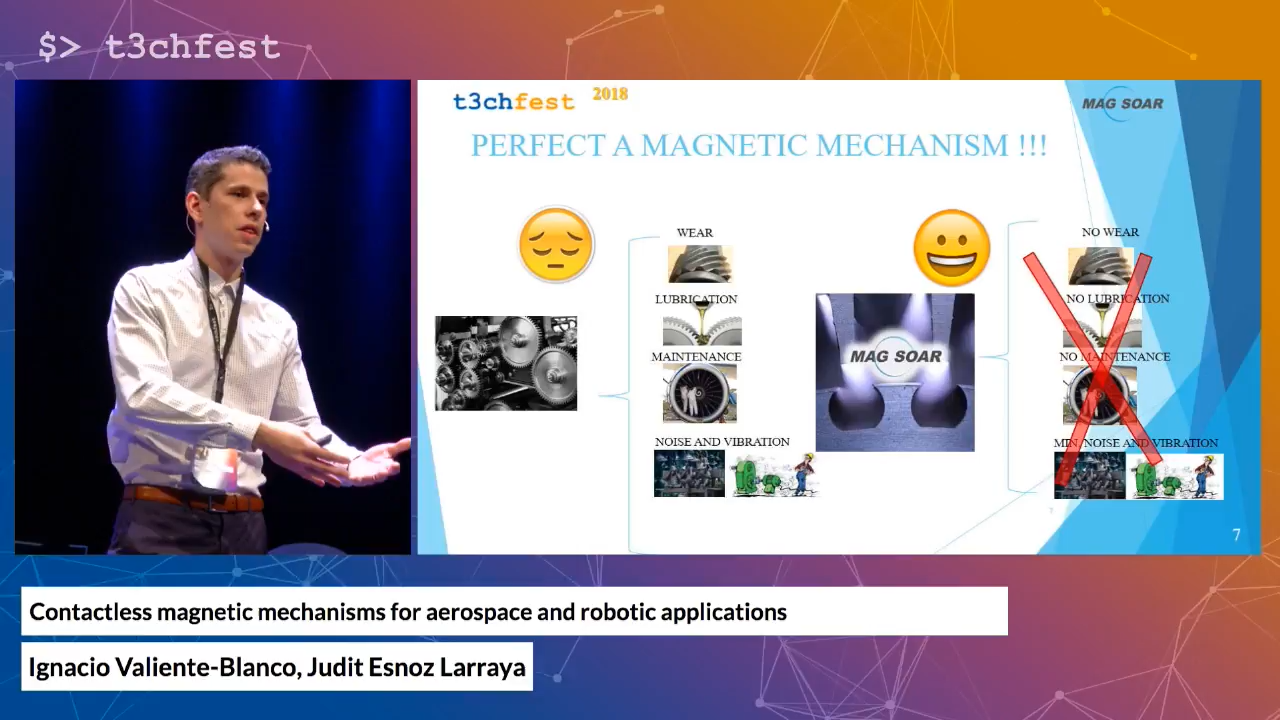 $> t3chfest
t3chfest 2018
MAG SOAR
PERFECT A MAGNETIC MECHANISM !!!
WEAR
LUBRICATION
MAINTENANCE
NOISE AND VIBRATION
MAG SOAR
NO WEAR
NO LUBRICATION
NO MAINTENANCE
MIN. NOISE AND VIBRATION
7
7
Contactless magnetic mechanisms for aerospace and robotic applications
Ignacio Valiente-Blanco, Judit Esnoz Larraya